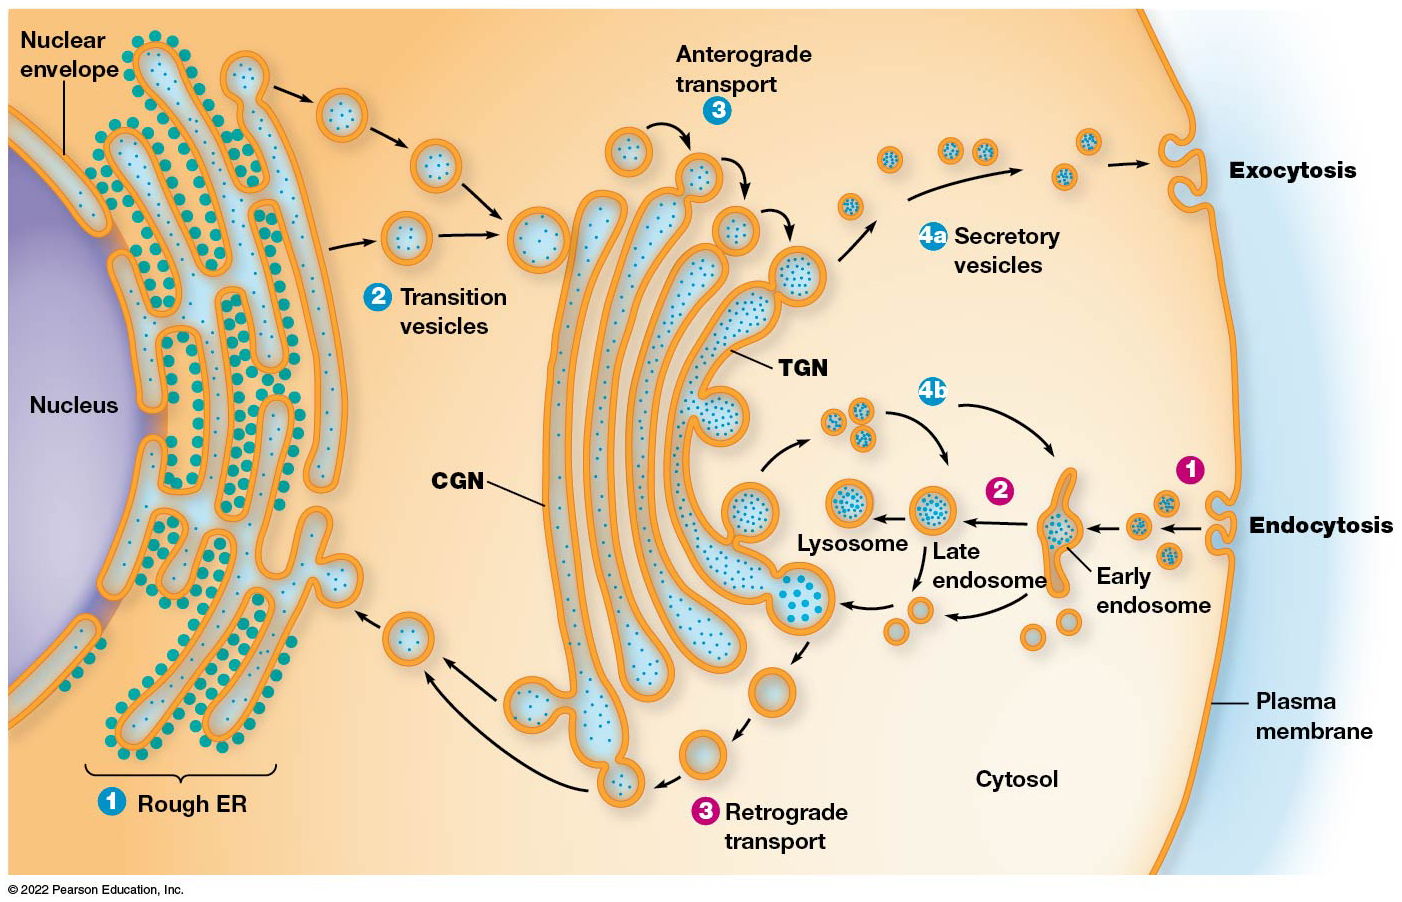 Nuclear
envelope
Anterograde
transport
3
Exocytosis
4a Secretory
vesicles
2 Transition
vesicles
TGN
4b
Nucleus
CGN
1
2
Endocytosis
Lysosome
Late
endosome
Early
endosome
Plasma
membrane
Cytosol
1 Rough ER
3 Retrograde
transport
© 2022 Pearson Education, Inc.